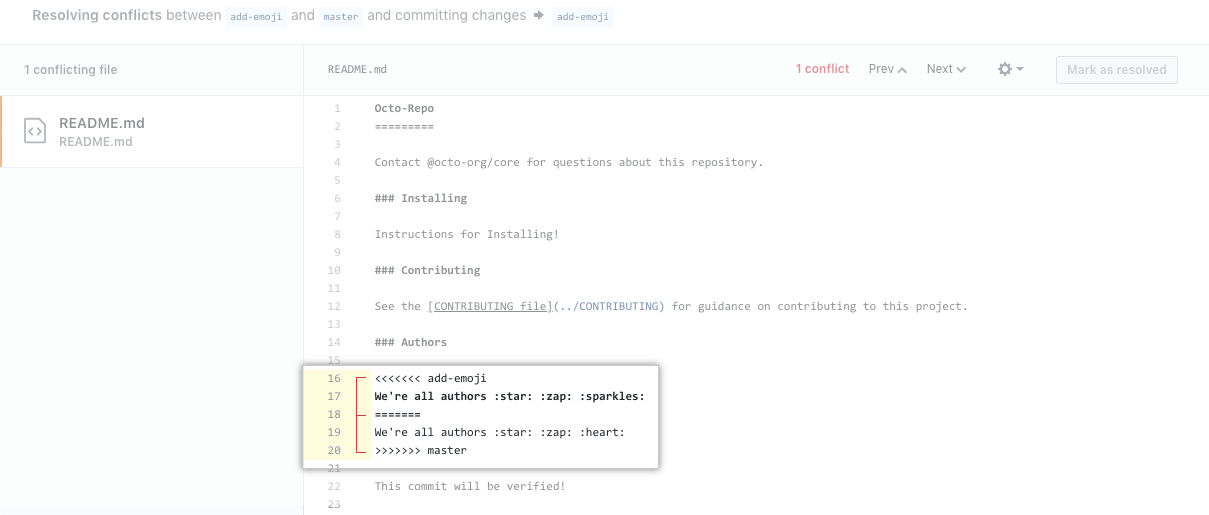 Resolving conflicts between add-emoji and master and committing changes → add-emoji
1 conflicting file
README.md
README.md
README.md 1 conflict Prev Next Mark as resolved
1 Octo-Repo
2 =========
3
4 Contact @octo-org/core for questions about this repository.
5
6 ### Installing
7
8 Instructions for Installing!
9
10 ### Contributing
11
12 See the [CONTRIBUTING file](../CONTRIBUTING) for guidance on contributing to this project.
13
14 ### Authors
15
16 <<<<<<< add-emoji
17 We're all authors :star: :zap: :sparkles:
18 =======
19 We're all authors :star: :zap: :heart:
20 >>>>>>> master
21
22 This commit will be verified!
23